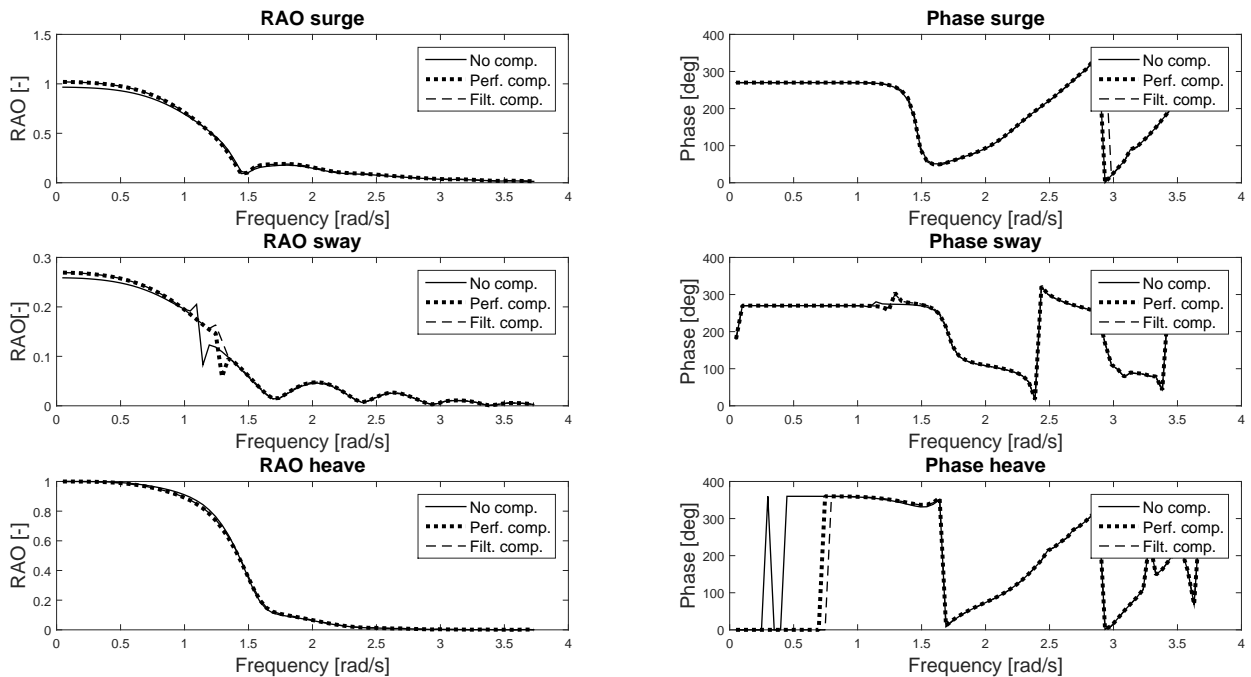 RAO surge
1.5
1
0.5
0
RAO [-]
0 0.5 1 1.5 2 2.5 3 3.5 4
Frequency [rad/s]
No comp.
Perf. comp.
Filt. comp.
Phase surge
400
300
200
100
0
Phase [deg]
0 0.5 1 1.5 2 2.5 3 3.5 4
Frequency [rad/s]
No comp.
Perf. comp.
Filt. comp.
RAO sway
0.3
0.2
0.1
0
RAO[-]
0 0.5 1 1.5 2 2.5 3 3.5 4
Frequency [rad/s]
No comp.
Perf. comp.
Filt. comp.
Phase sway
400
300
200
100
0
Phase [deg]
0 0.5 1 1.5 2 2.5 3 3.5 4
Frequency [rad/s]
No comp.
Perf. comp.
Filt. comp.
RAO heave
1
0.8
0.6
0.4
0.2
0
RAO [-]
0 0.5 1 1.5 2 2.5 3 3.5 4
Frequency [rad/s]
No comp.
Perf. comp.
Filt. comp.
Phase heave
400
300
200
100
0
Phase [deg]
0 0.5 1 1.5 2 2.5 3 3.5 4
Frequency [rad/s]
No comp.
Perf. comp.
Filt. comp.